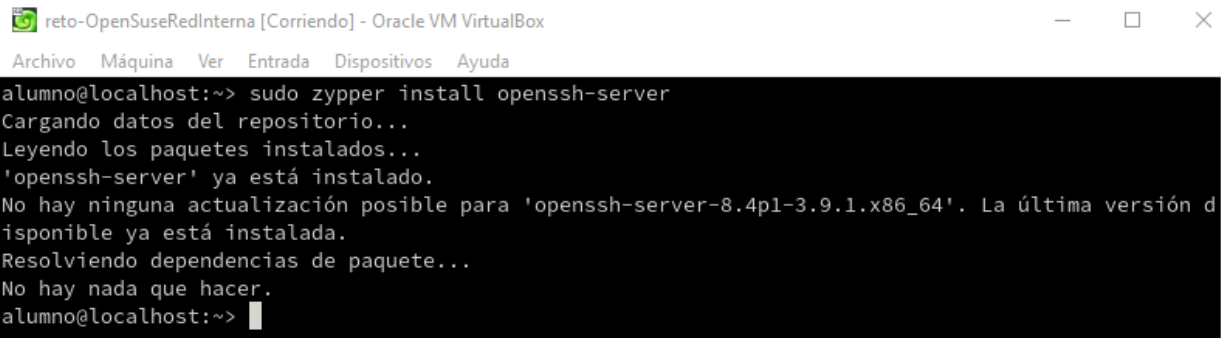 reto-OpenSuseRedInterna [Corriendo] - Oracle VM VirtualBox
Archivo Máquina Ver Entrada Dispositivos Ayuda
alumno@localhost:~> sudo zypper install openssh-server
Cargando datos del repositorio...
Leyendo los paquetes instalados...
'openssh-server' ya está instalado.
No hay ninguna actualización posible para 'openssh-server-8.4p1-3.9.1.x86_64'. La última versión d
isponible ya está instalada.
Resolviendo dependencias de paquete...
No hay nada que hacer.
alumno@localhost:~>